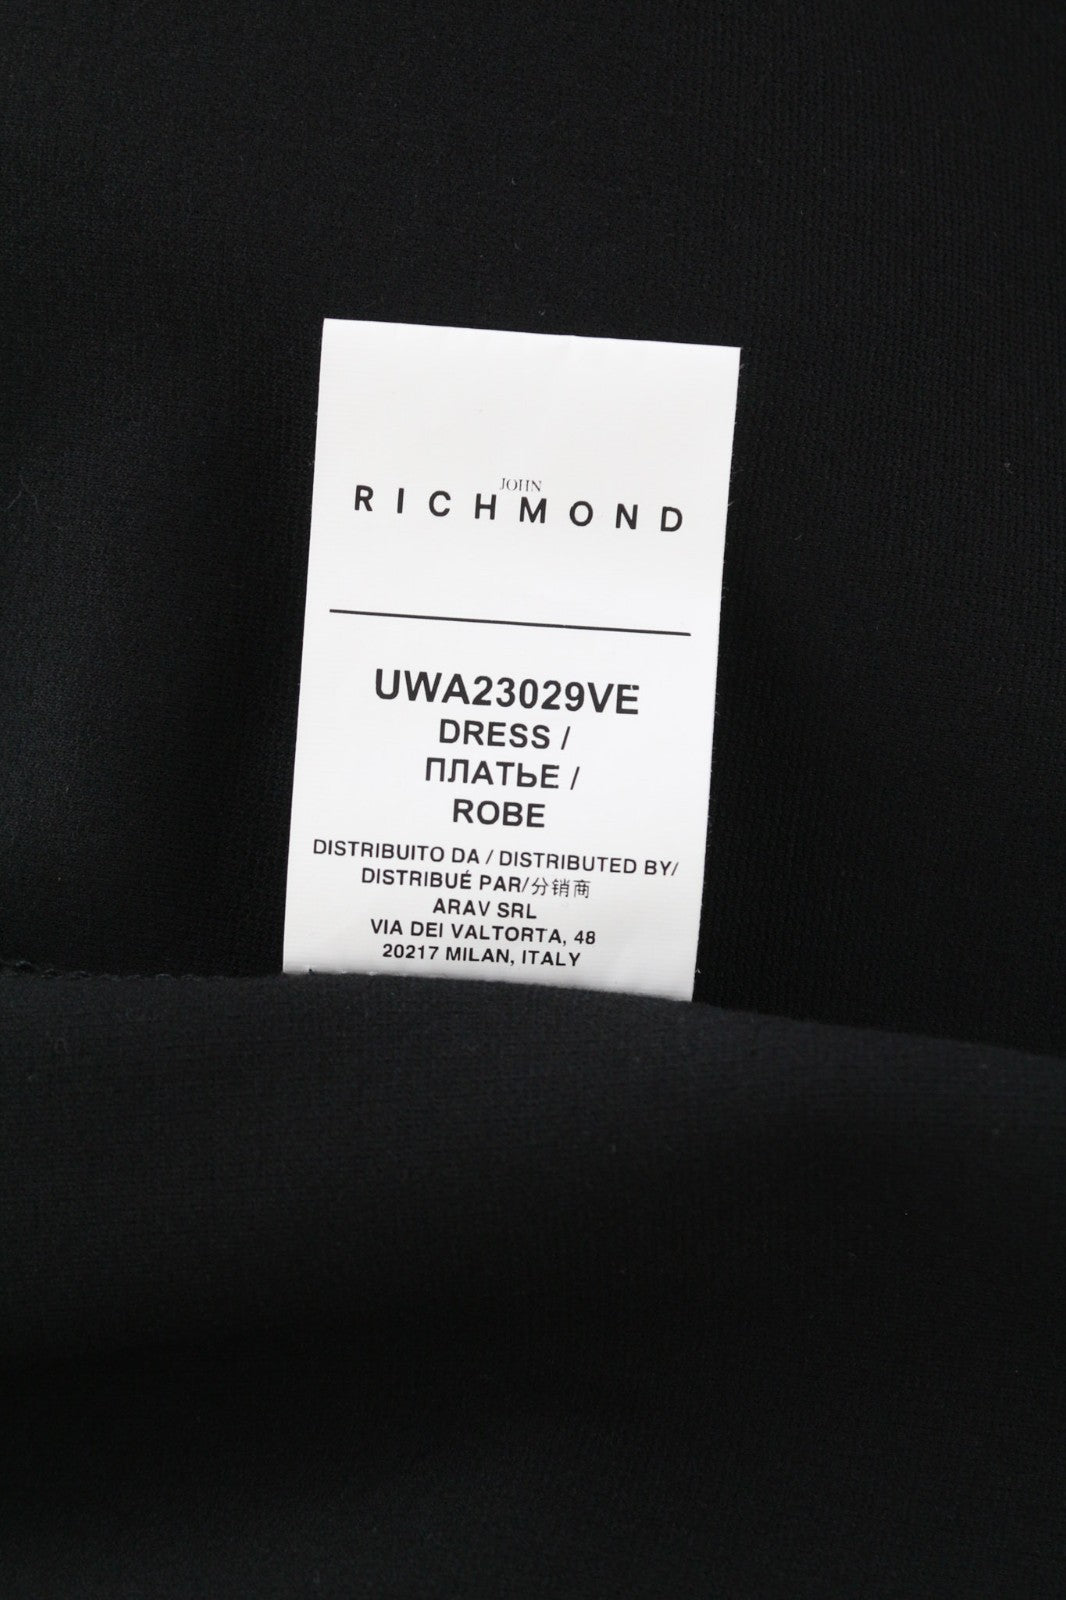 JOHN
RICHMOND
UWA23029VE
DRESS /
ПЛАТЬЕ /
ROBE
DISTRIBUITO DA / DISTRIBUTED BY/
DISTRIBUÉ PAR/分销商
ARAV SRL
VIA DEI VALTORTA, 48
20217 MILAN, ITALY